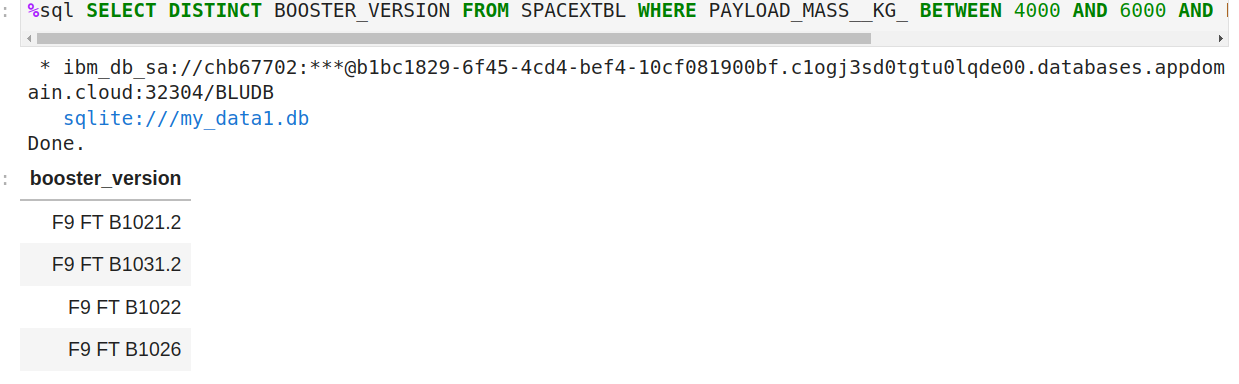 %sql SELECT DISTINCT BOOSTER_VERSION FROM SPACEXTBL WHERE PAYLOAD_MASS__KG_ BETWEEN 4000 AND 6000 AND
* ibm_db_sa://chb67702:***@b1bc1829-6f45-4cd4-bef4-10cf081900bf.c1ogj3sd0tgtu0lqde00.databases.appdom
ain.cloud:32304/BLUDB
sqlite:///my_data1.db
Done.
booster_version
F9 FT B1021.2
F9 FT B1031.2
F9 FT B1022
F9 FT B1026